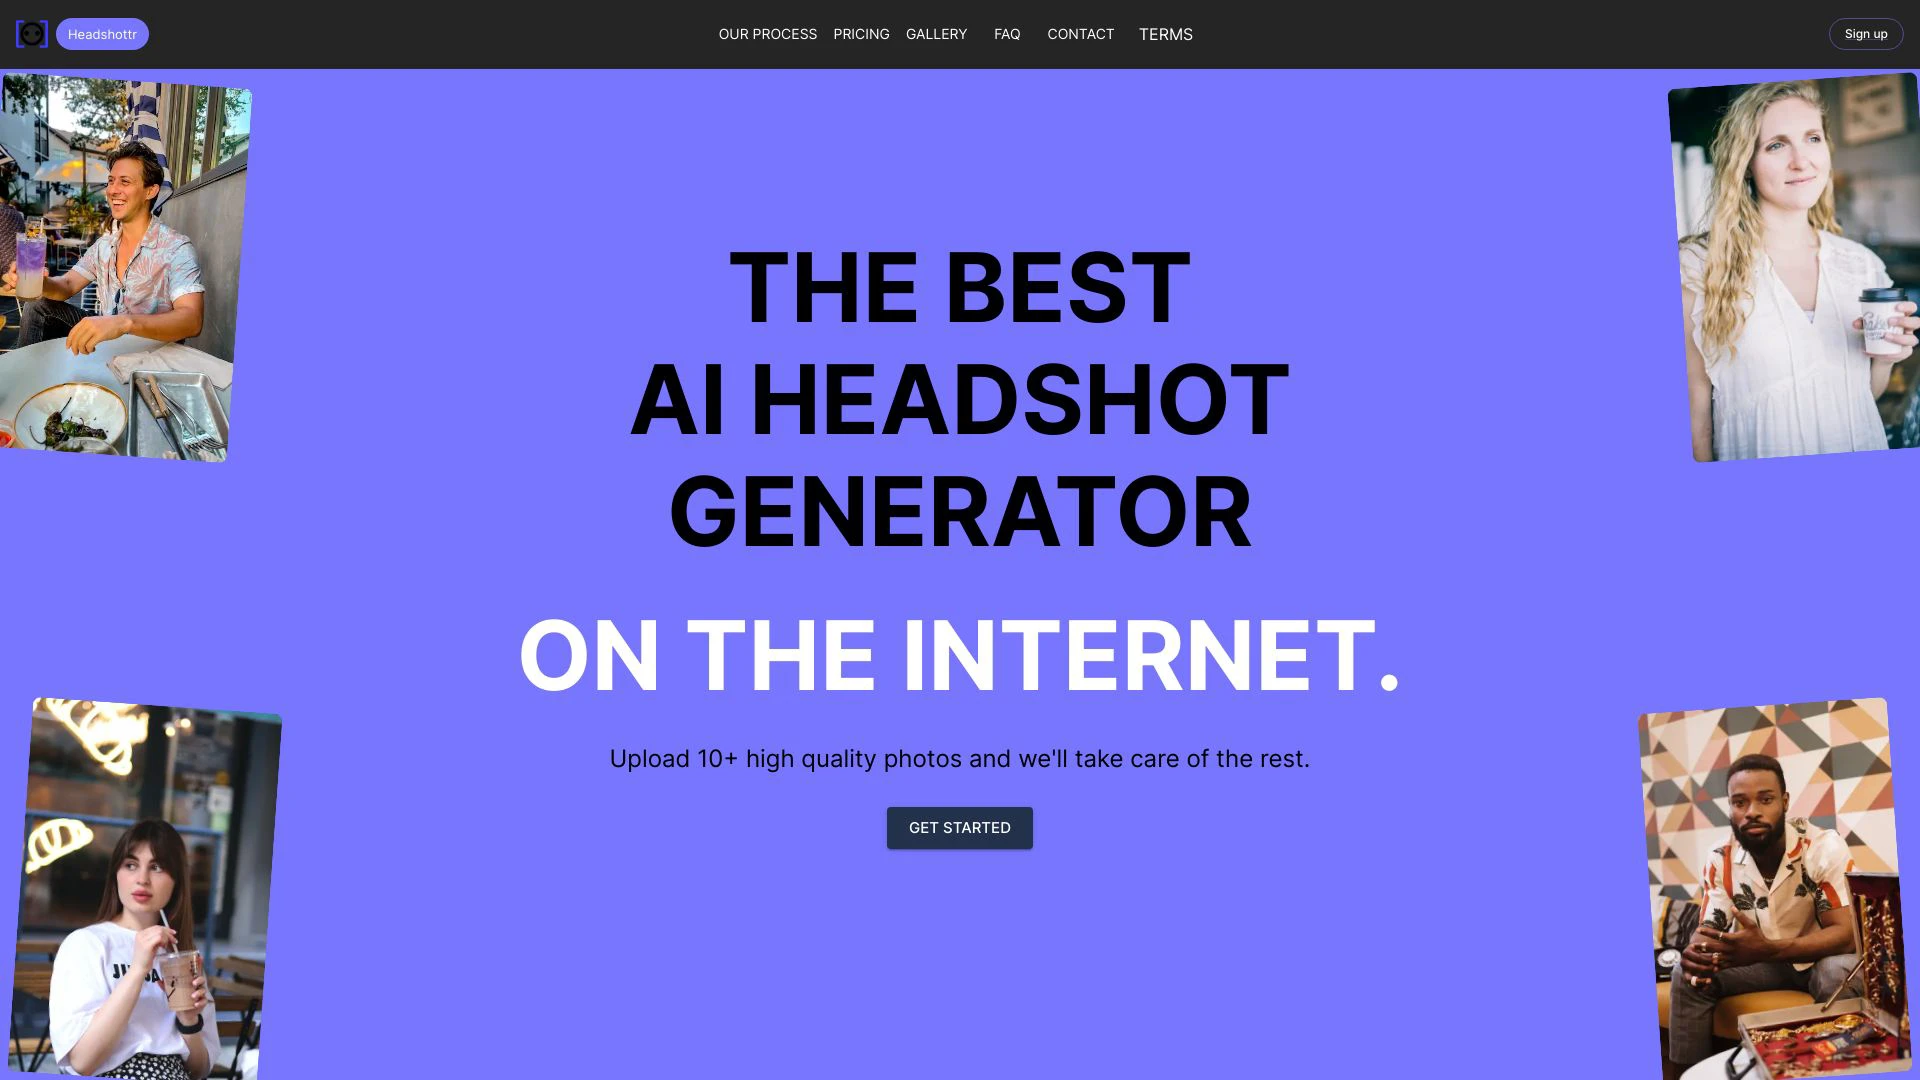 Headshottr
OUR PROCESS PRICING GALLERY FAQ CONTACT TERMS
Sign up
THE BEST
AI HEADSHOT
GENERATOR
ON THE INTERNET.
Upload 10+ high quality photos and we'll take care of the rest.
GET STARTED